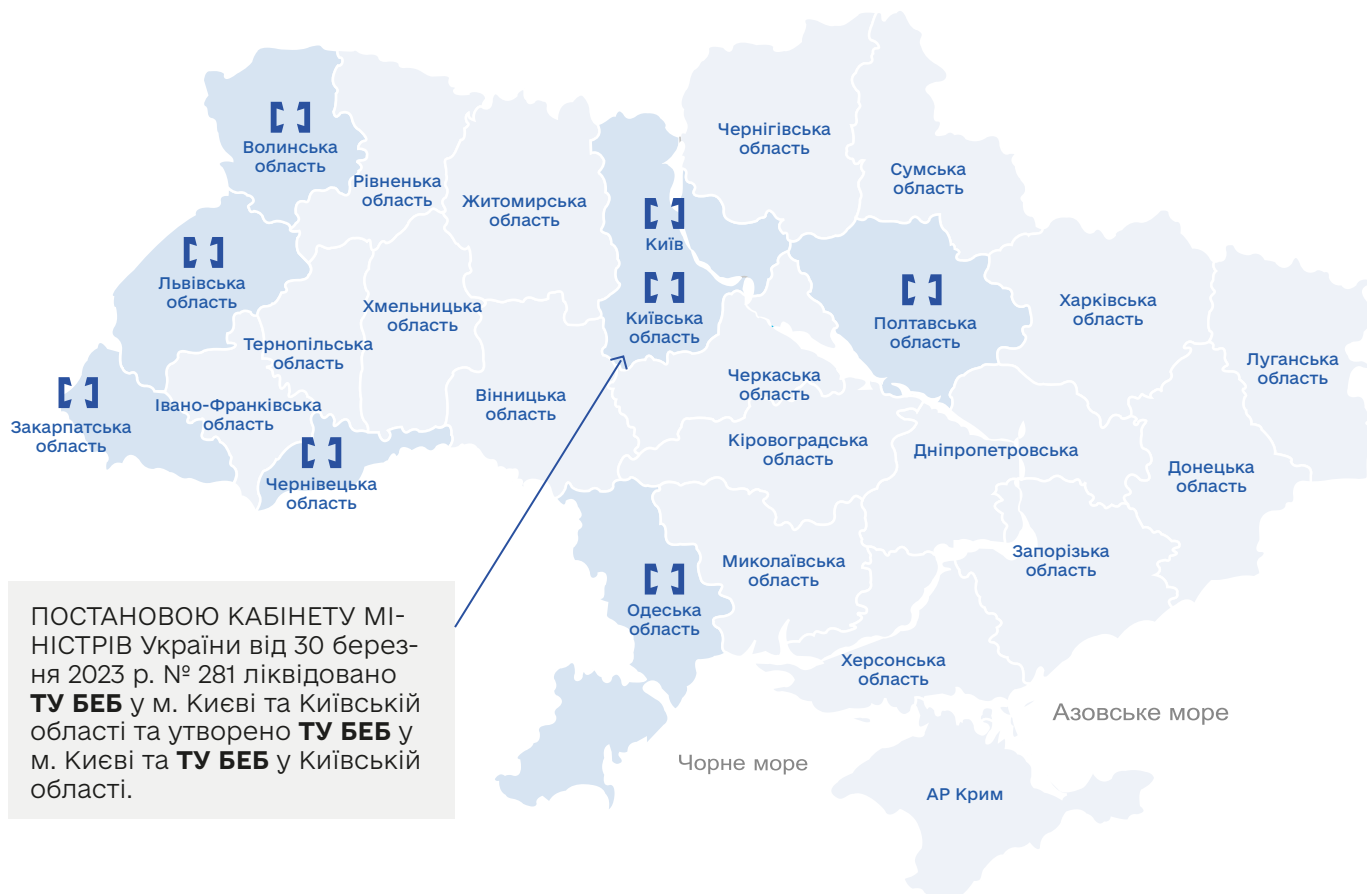 Чернігівська
область
Сумська
область
Волинська
область
Рівненька
область
Житомирська
область
Київ
Львівська
область
Хмельницька
область
Київська
область
Полтавська
область
Харківська
область
Тернопільська
область
Луганська
область
Черкаська
область
Вінницька
область
Івано-Франківська
область
Закарпатська
область
Кіровоградська
область
Дніпропетровська
Донецька
область
Чернівецька
область
Запорізька
область
Миколаївська
область
Одеська
область
Херсонська
область
ПОСТАНОВОЮ КАБІНЕТУ МІ-
НІСТРІВ України від 30 берез-
ня 2023 р. № 281 ліквідовано
ТУ БЕБ у м. Києві та Київській
області та утворено ТУ БЕБ у
м. Києві та ТУ БЕБ у Київській
області.
Азовське море
Чорне море
АР Крим